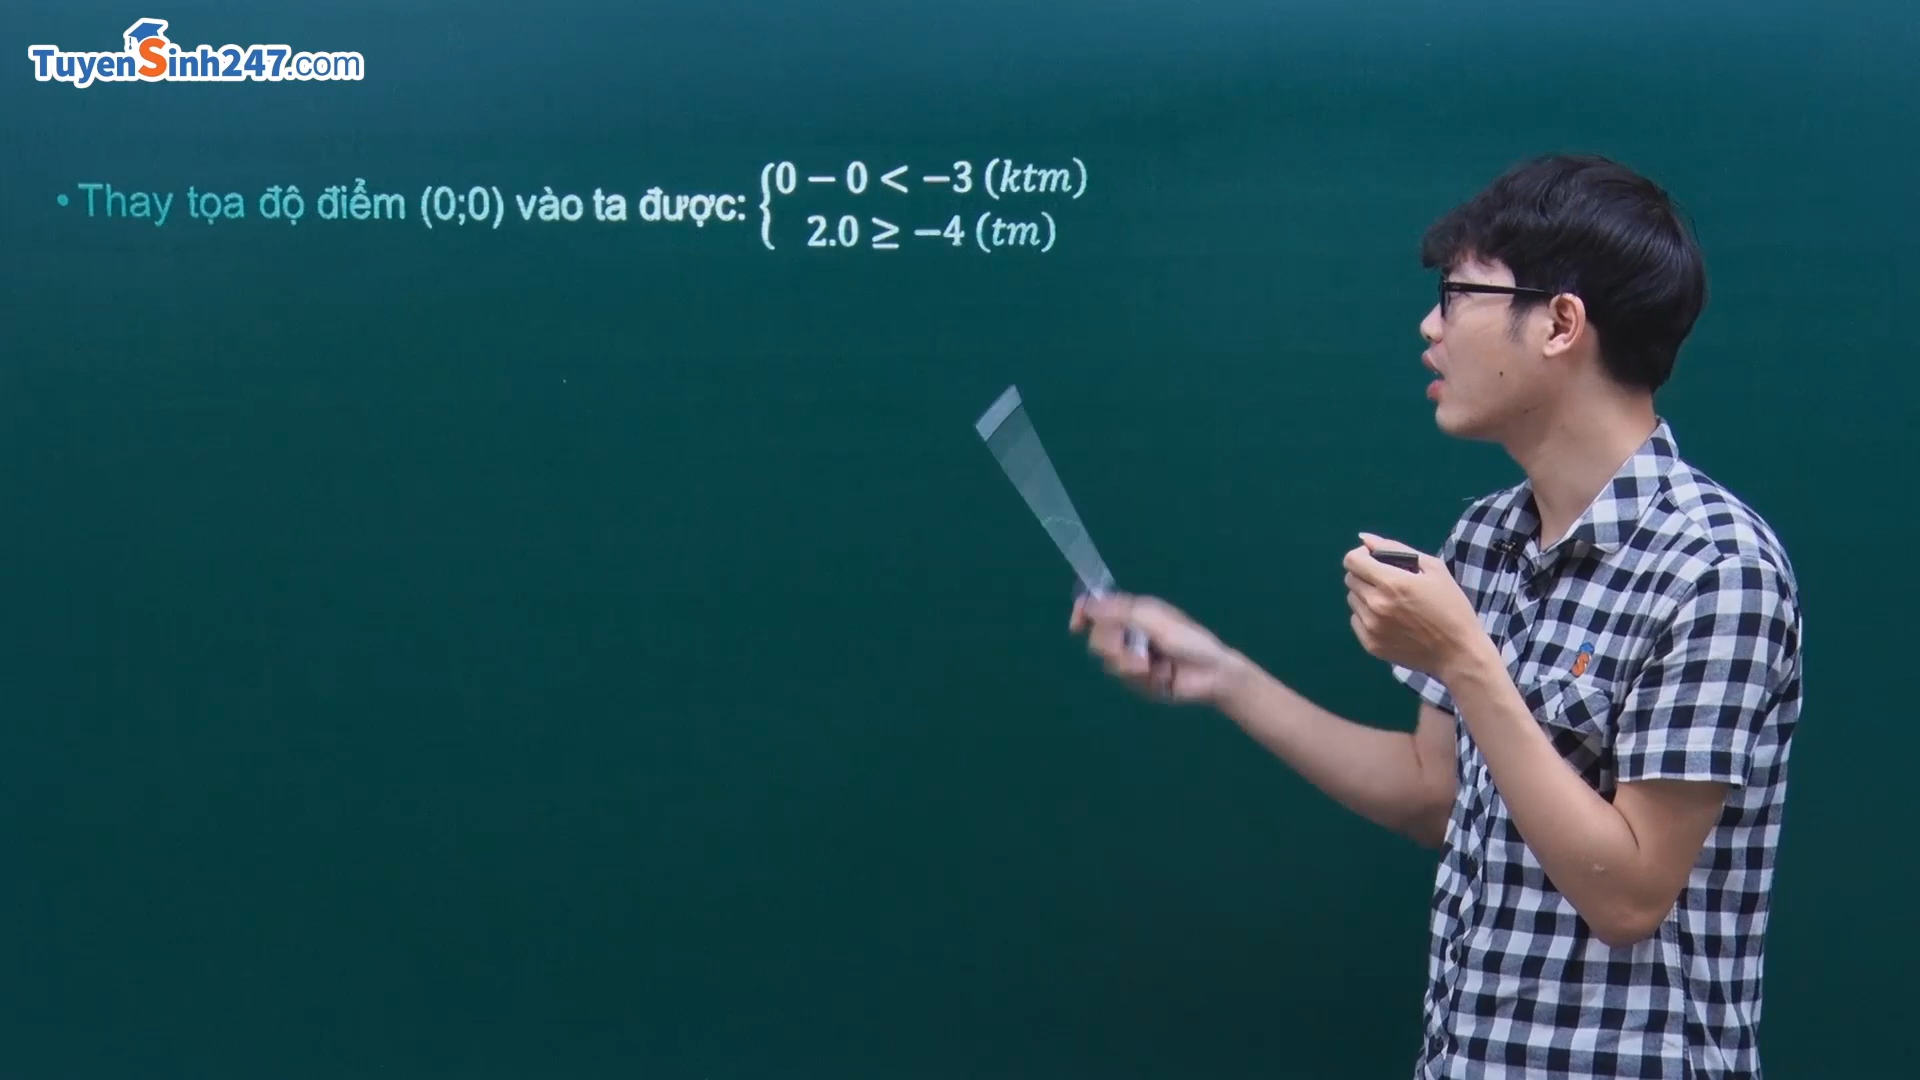 TuyenSinh247.com
• Thay tọa độ điểm (0;0) vào ta được: {0 − 0 < −3 (ktm)
2.0 ≥ −4 (tm)